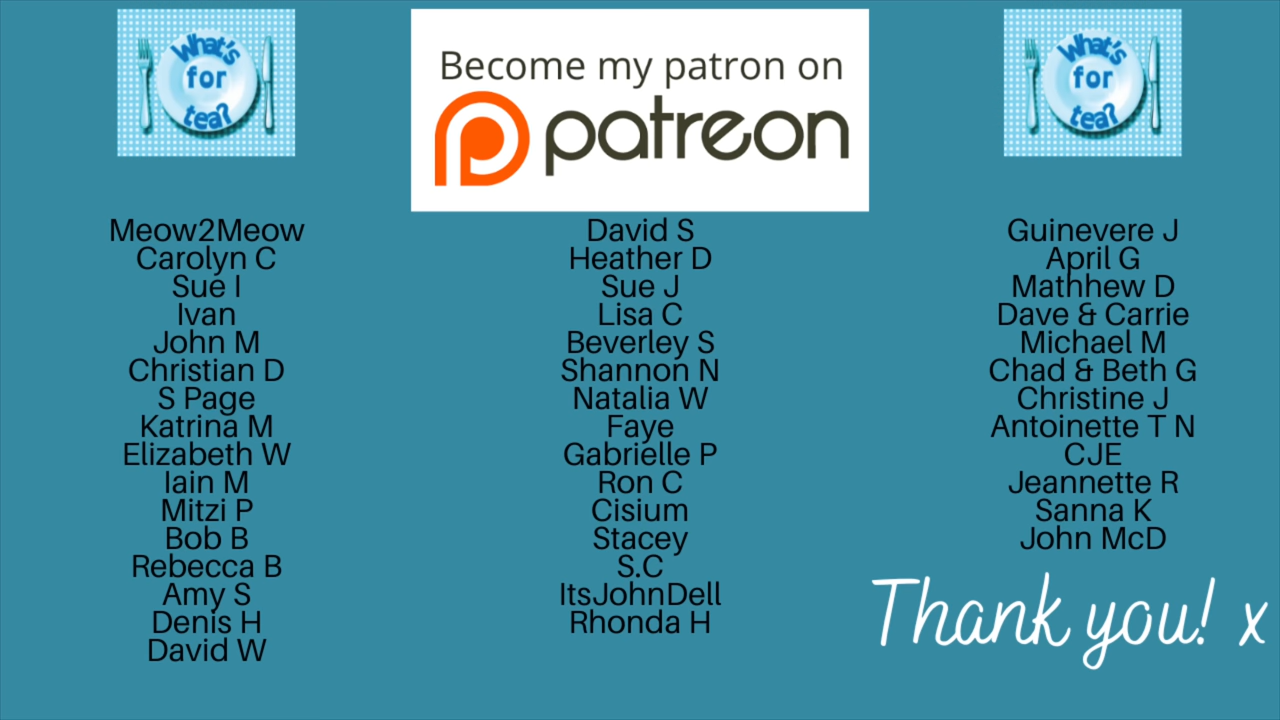 What's
for
tea?
Become my patron on
patreon
What's
for
tea?
Meow2Meow
Carolyn C
Sue I
Ivan
John M
Christian D
S Page
Katrina M
Elizabeth W
Iain M
Mitzi P
Bob B
Rebecca B
Amy S
Denis H
David W
David S
Heather D
Sue J
Lisa C
Beverley S
Shannon N
Natalia W
Faye
Gabrielle P
Ron C
Cisium
Stacey
S.C
ItsJohnDell
Rhonda H
Guinevere J
April G
Mathhew D
Dave & Carrie
Michael M
Chad & Beth G
Christine J
Antoinette T N
CJE
Jeannette R
Sanna K
John McD
Thank you! x